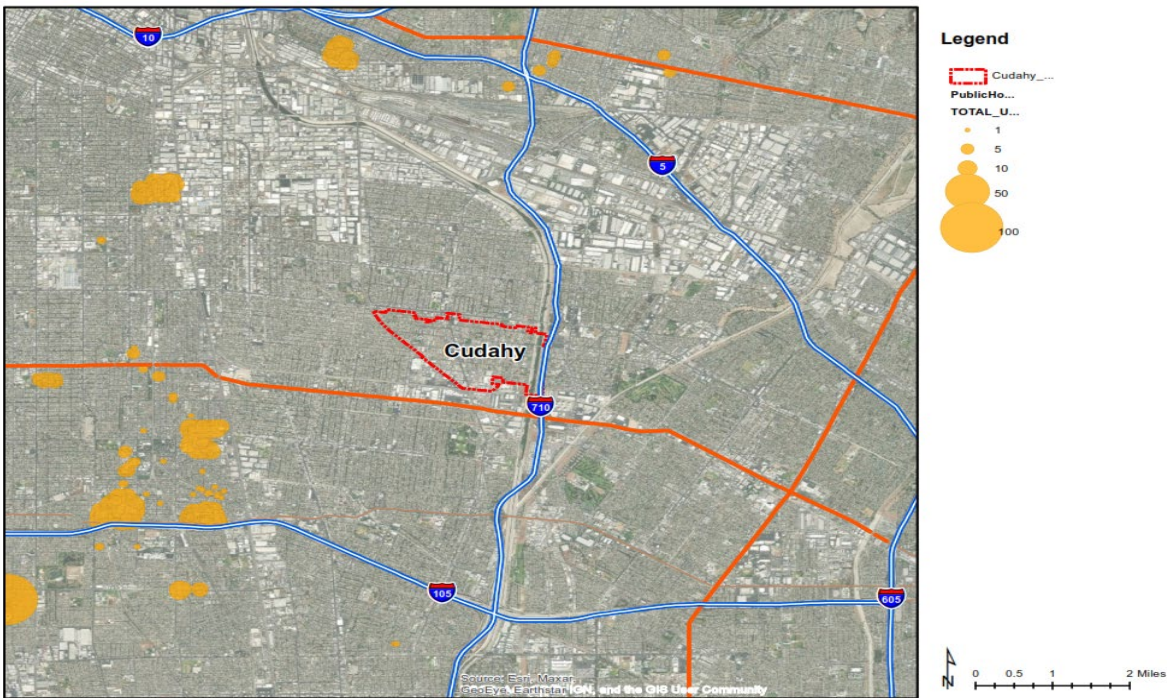 10
5
Cudahy
710
105
605
Source: Esri, Maxar,
GeoEye, Earthstar
IGN, and the GIS User Community
Legend
Cudahy_...
PublicHo...
TOTAL_U...
1
5
10
50
100
N
0 0.5 1 2 Miles